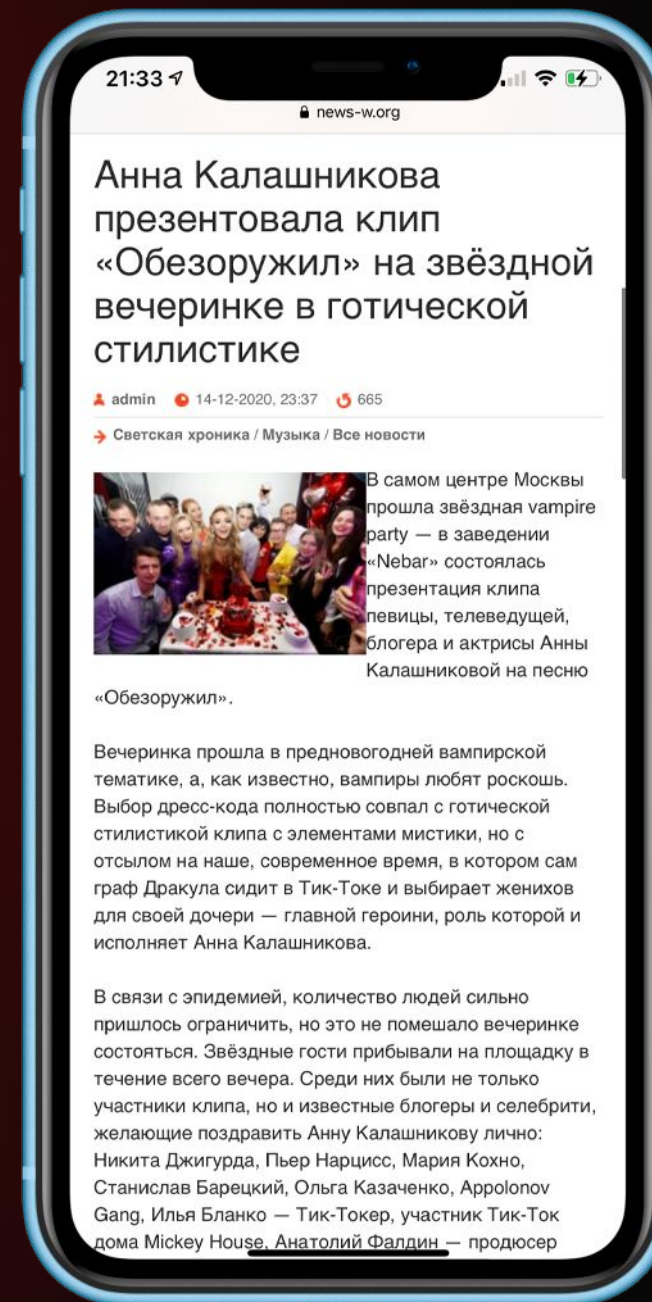 21:33
news-w.org
Анна Калашникова
презентовала клип
«Обезоружил» на звёздной
вечеринке в готической
стилистике
admin 14-12-2020, 23:37 665
Светская хроника / Музыка / Все новости
В самом центре Москвы
прошла звёздная vampire
party — в заведении
«Nebar» состоялась
презентация клипа
певицы, телеведущей,
блогера и актрисы Анны
Калашниковой на песню
«Обезоружил».
Вечеринка прошла в предновогодней вампирской
тематике, а, как известно, вампиры любят роскошь.
Выбор дресс-кода полностью совпал с готической
стилистикой клипа с элементами мистики, но с
отсылом на наше, современное время, в котором сам
граф Дракула сидит в Тик-Токе и выбирает женихов
для своей дочери — главной героини, роль которой и
исполняет Анна Калашникова.
В связи с эпидемией, количество людей сильно
пришлось ограничить, но это не помешало вечеринке
состояться. Звёздные гости прибывали на площадку в
течение всего вечера. Среди них были не только
участники клипа, но и известные блогеры и селебрити,
желающие поздравить Анну Калашникову лично:
Никита Джигурда, Пьер Нарцисс, Мария Кохно,
Станислав Барецкий, Ольга Казаченко, Appolonov
Gang, Илья Бланко — Тик-Токер, участник Тик-Ток
дома Mickey House, Анатолий Фалдин — продюсер